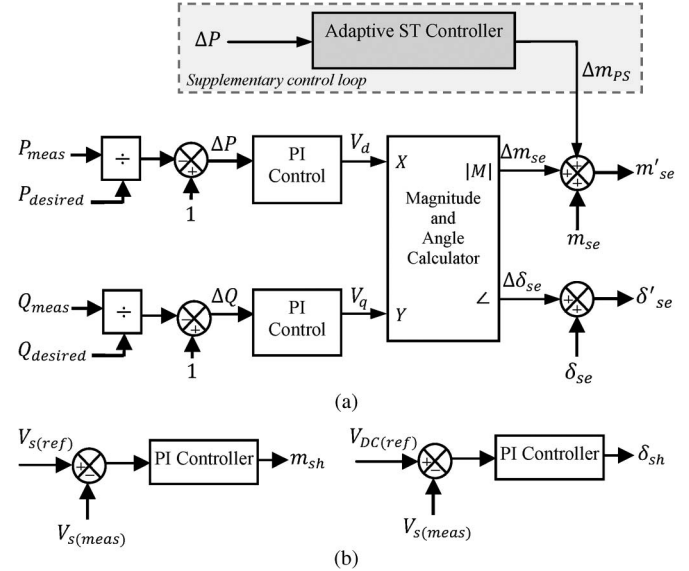 ΔP
Adaptive ST Controller
Supplementary control loop
Δm_PS
P_meas
÷
P_desired
−
+
1
ΔP
PI
Control
V_d
X
|M|
Magnitude
and
Angle
Calculator
∠
Y
Δm_se
+
+
+
m'_se
m_se
Q_meas
÷
Q_desired
−
+
1
ΔQ
PI
Control
V_q
Δδ_se
+
+
δ'_se
δ_se
(a)
V_s(ref)
+
−
V_s(meas)
PI Controller
m_sh
V_DC(ref)
+
−
V_s(meas)
PI Controller
δ_sh
(b)